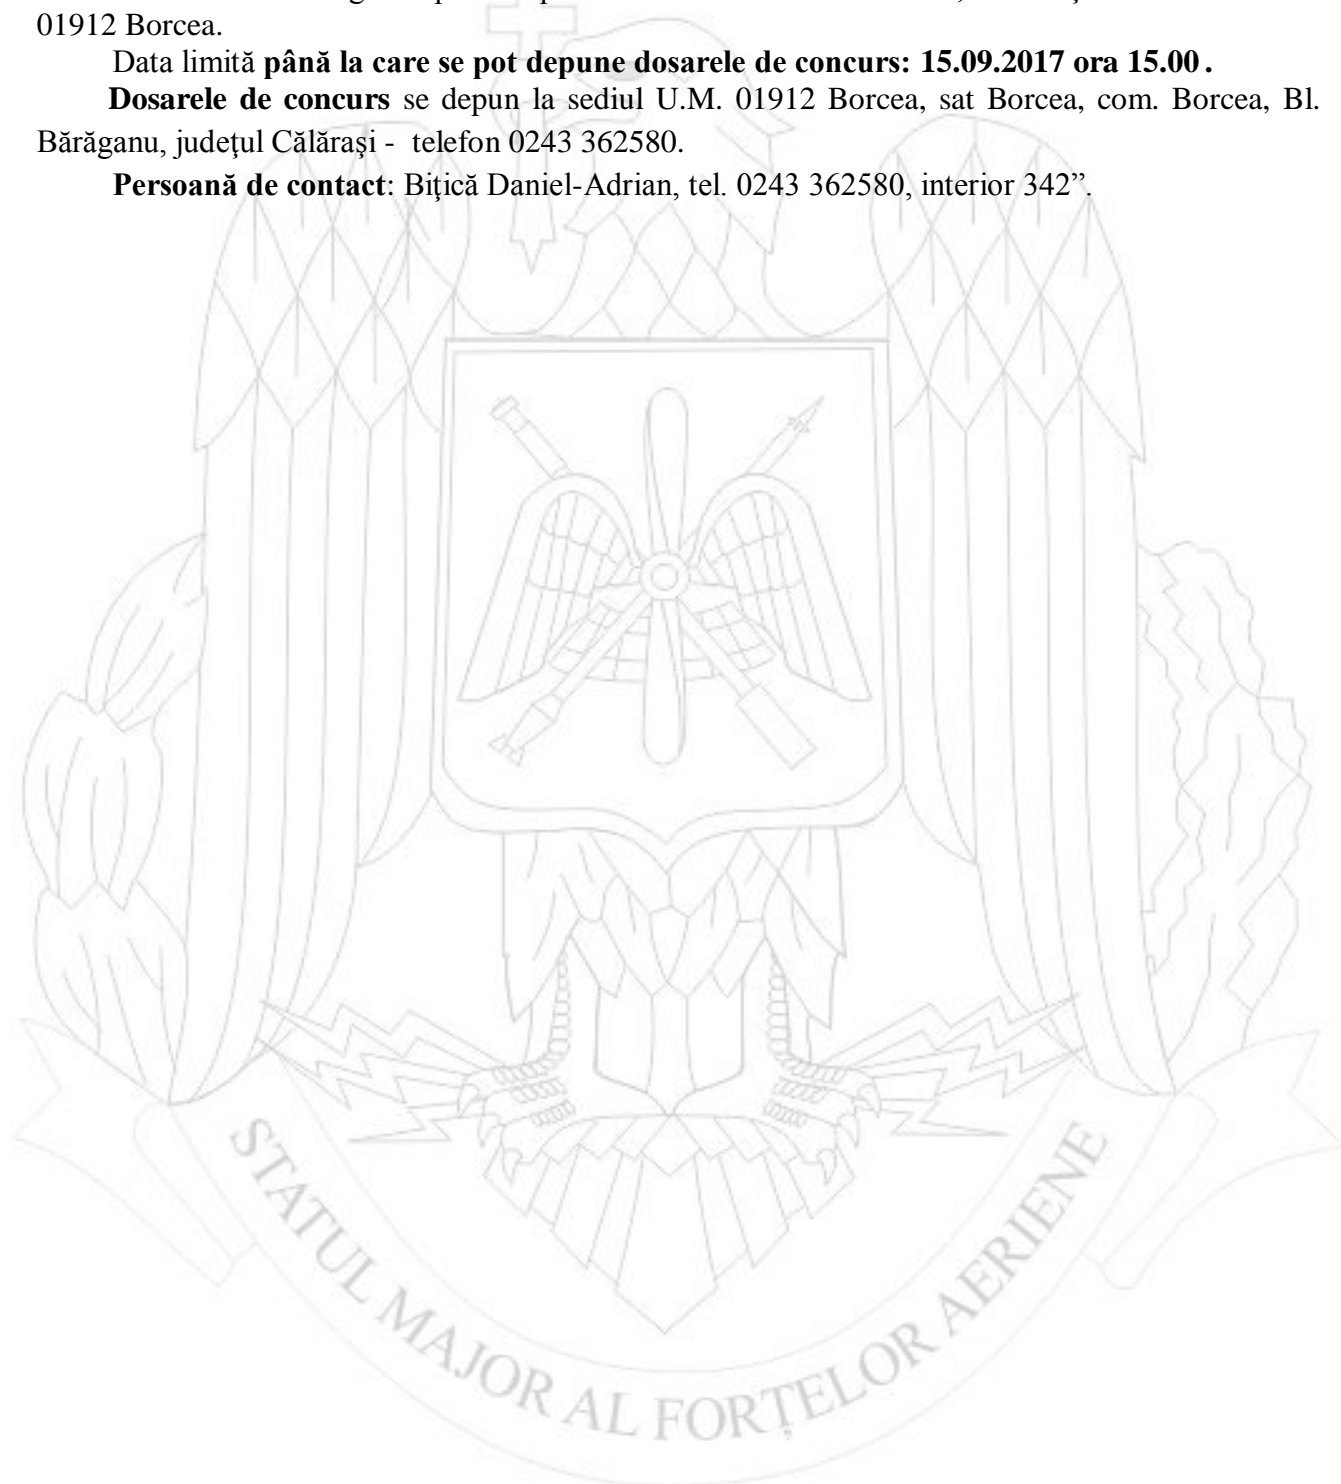 01912 Borcea.
Data limită până la care se pot depune dosarele de concurs: 15.09.2017 ora 15.00.
Dosarele de concurs se depun la sediul U.M. 01912 Borcea, sat Borcea, com. Borcea, Bl.
Bărăganu, judeţul Călăraşi - telefon 0243 362580.
Persoană de contact: Biţică Daniel-Adrian, tel. 0243 362580, interior 342”.
STATUL MAJOR AL FORȚELOR AERIENE